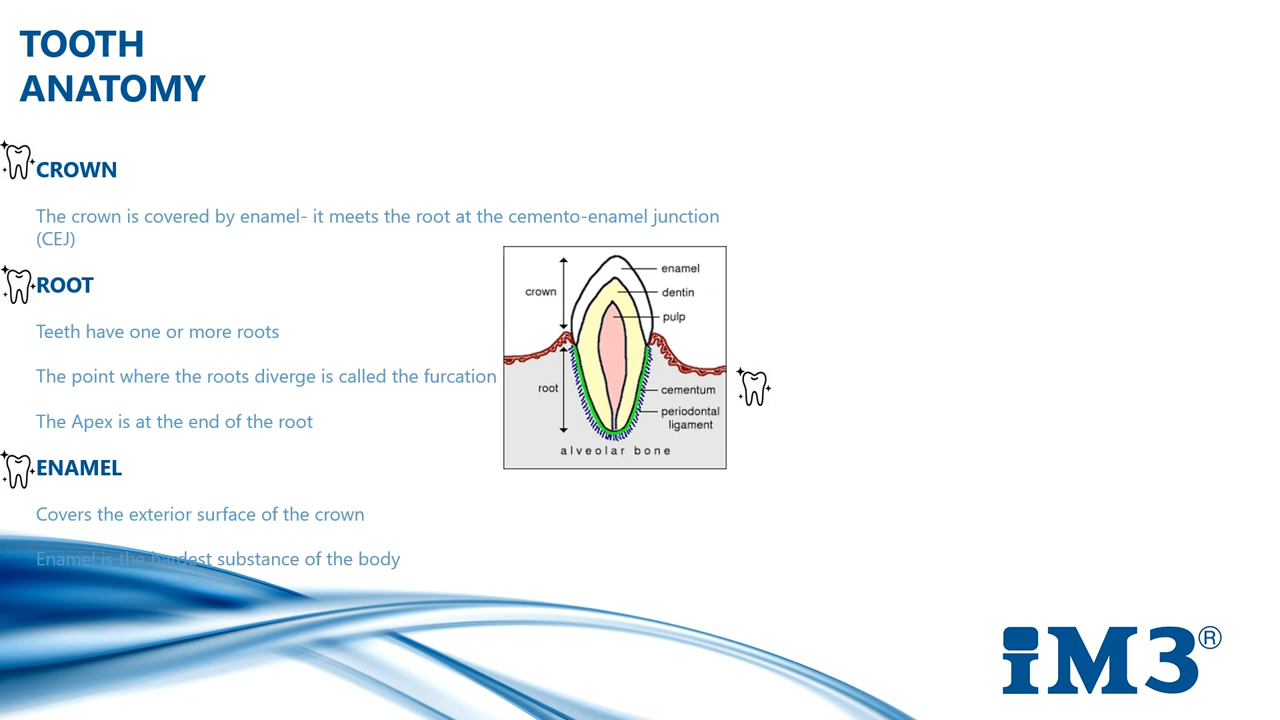 TOOTH
ANATOMY
CROWN
The crown is covered by enamel- it meets the root at the cemento-enamel junction
(CEJ)
ROOT
Teeth have one or more roots
The point where the roots diverge is called the furcation
The Apex is at the end of the root
ENAMEL
Covers the exterior surface of the crown
Enamel is the hardest substance of the body
enamel
crown
dentin
pulp
root
cementum
periodontal
ligament
alveolar bone
iM3®